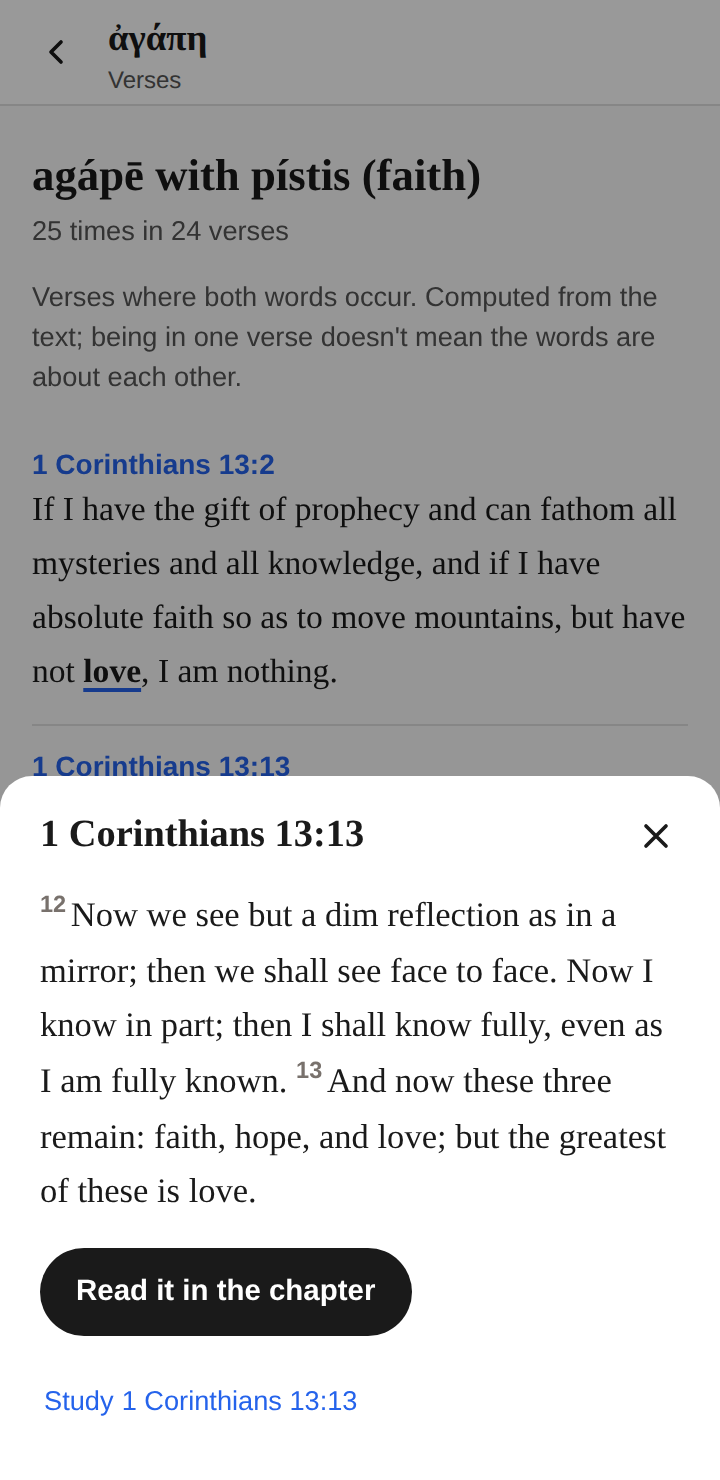 ἀγάπη
Verses
agápē with pístis (faith)
25 times in 24 verses
Verses where both words occur. Computed from the
text; being in one verse doesn't mean the words are
about each other.
1 Corinthians 13:2
If I have the gift of prophecy and can fathom all
mysteries and all knowledge, and if I have
absolute faith so as to move mountains, but have
not love, I am nothing.
1 Corinthians 13:13
1 Corinthians 13:13
12 Now we see but a dim reflection as in a
mirror; then we shall see face to face. Now I
know in part; then I shall know fully, even as
I am fully known. 13 And now these three
remain: faith, hope, and love; but the greatest
of these is love.
Read it in the chapter
Study 1 Corinthians 13:13